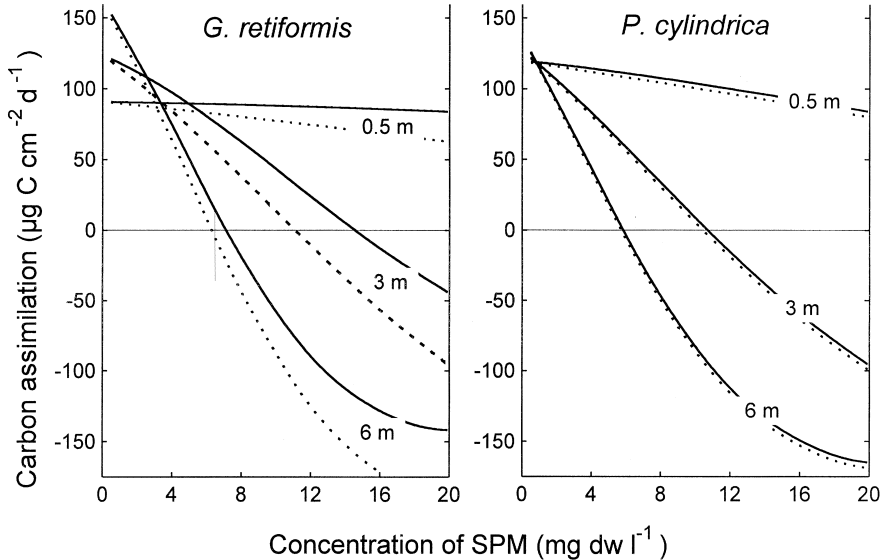 G. retiformis
P. cylindrica
Carbon assimilation (µg C cm-2 d-1)
150
100
50
0
-50
-100
-150
0.5 m
3 m
6 m
0 4 8 12 16 20
150
100
50
0
-50
-100
-150
0.5 m
3 m
6 m
0 4 8 12 16 20
Concentration of SPM (mg dw l-1)